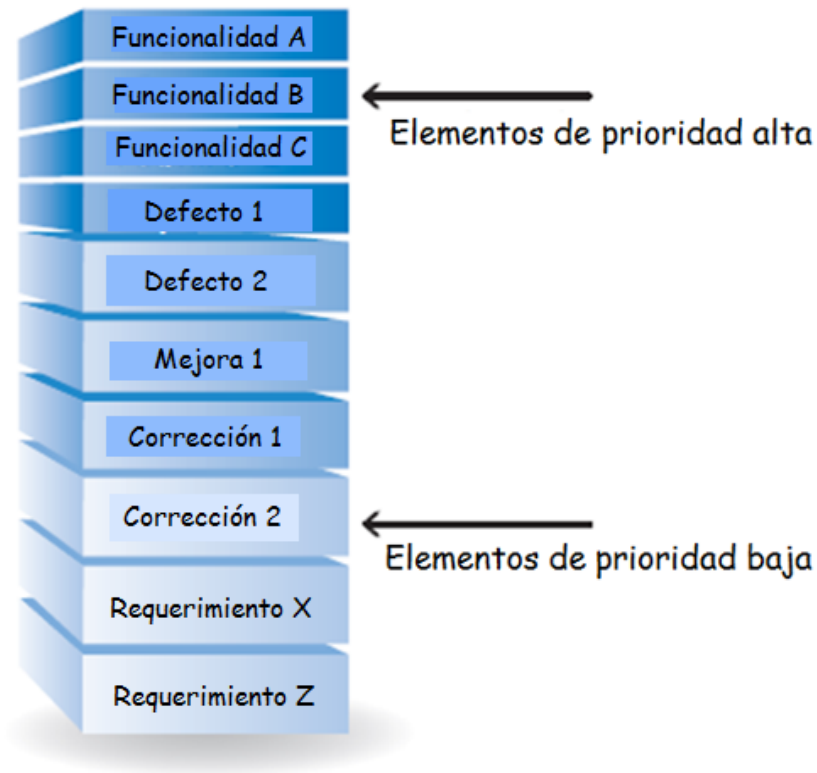 Funcionalidad A
Funcionalidad B
Elementos de prioridad alta
Funcionalidad C
Defecto 1
Defecto 2
Mejora 1
Corrección 1
Corrección 2
Elementos de prioridad baja
Requerimiento X
Requerimiento Z